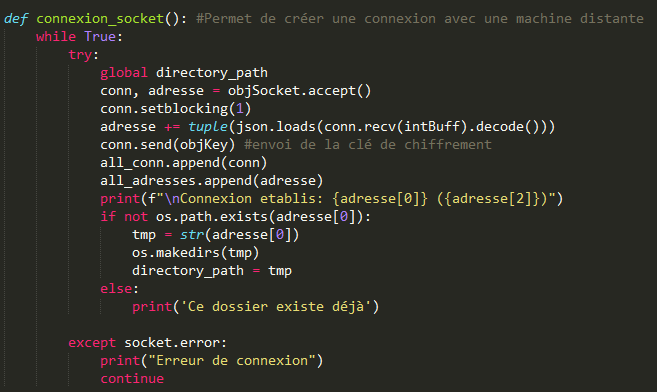 def connexion_socket(): #Permet de créer une connexion avec une machine distante
    while True:
        try:
            global directory_path
            conn, adresse = objSocket.accept()
            conn.setblocking(1)
            adresse += tuple(json.loads(conn.recv(intBuff).decode()))
            conn.send(objKey) #envoi de la clé de chiffrement
            all_conn.append(conn)
            all_adresses.append(adresse)
            print(f"\nConnexion etablis: {adresse[0]} ({adresse[2]})")
            if not os.path.exists(adresse[0]):
                tmp = str(adresse[0])
                os.makedirs(tmp)
                directory_path = tmp
            else:
                print('Ce dossier existe déjà')
        except socket.error:
            print("Erreur de connexion")
            continue